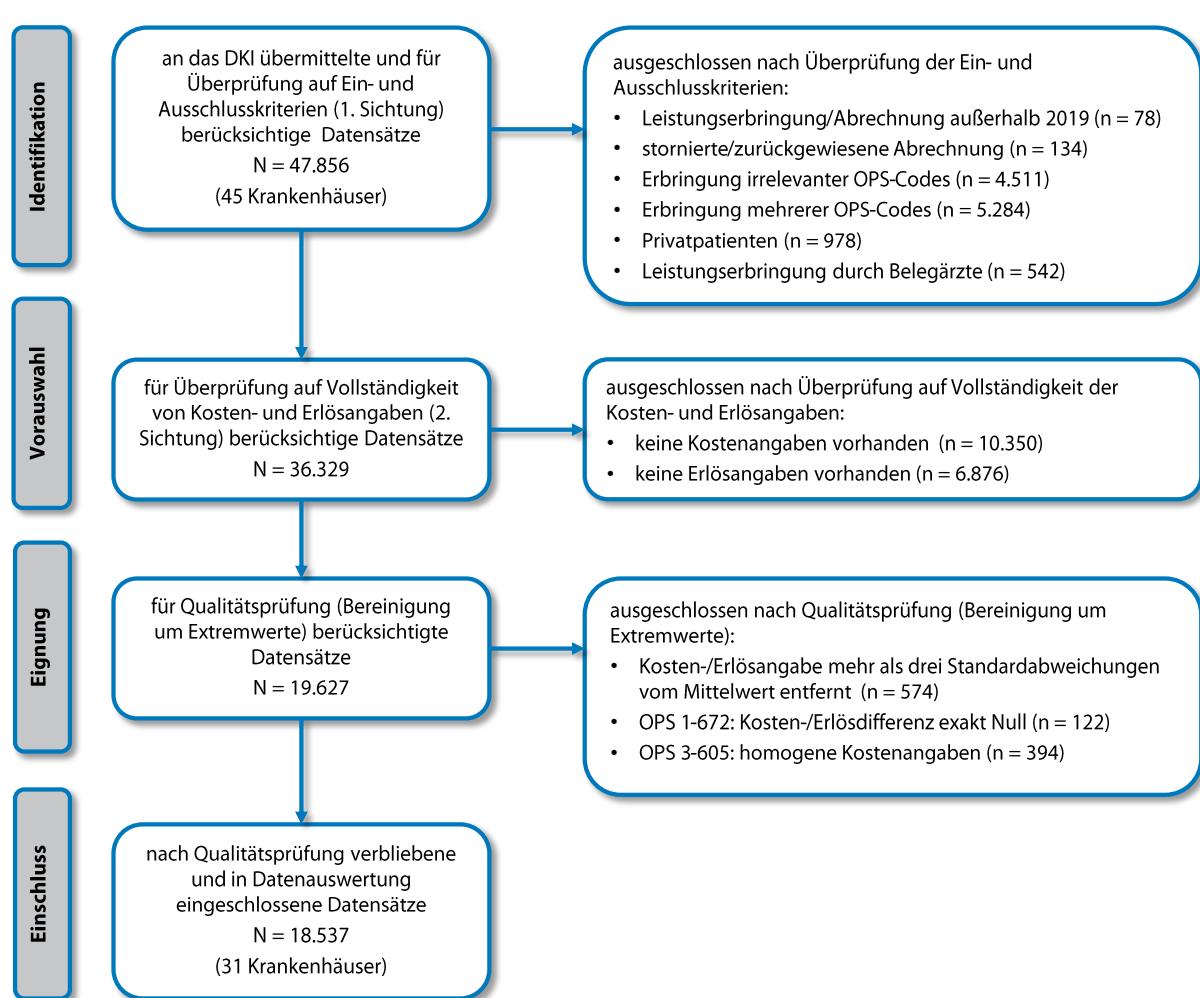 Identifikation
an das DKI übermittelte und für
Überprüfung auf Ein- und
Ausschlusskriterien (1. Sichtung)
berücksichtige Datensätze
N = 47.856
(45 Krankenhäuser)
ausgeschlossen nach Überprüfung der Ein- und
Ausschlusskriterien:
• Leistungserbringung/Abrechnung außerhalb 2019 (n = 78)
• stornierte/zurückgewiesene Abrechnung (n = 134)
• Erbringung irrelevanter OPS-Codes (n = 4.511)
• Erbringung mehrerer OPS-Codes (n = 5.284)
• Privatpatienten (n = 978)
• Leistungserbringung durch Belegärzte (n = 542)
Vorauswahl
für Überprüfung auf Vollständigkeit
von Kosten- und Erlösangaben (2.
Sichtung) berücksichtige Datensätze
N = 36.329
ausgeschlossen nach Überprüfung auf Vollständigkeit der
Kosten- und Erlösangaben:
• keine Kostenangaben vorhanden (n = 10.350)
• keine Erlösangaben vorhanden (n = 6.876)
Eignung
für Qualitätsprüfung (Bereinigung
um Extremwerte) berücksichtigte
Datensätze
N = 19.627
ausgeschlossen nach Qualitätsprüfung (Bereinigung um
Extremwerte):
• Kosten-/Erlösangabe mehr als drei Standardabweichungen
vom Mittelwert entfernt (n = 574)
• OPS 1-672: Kosten-/Erlösdifferenz exakt Null (n = 122)
• OPS 3-605: homogene Kostenangaben (n = 394)
Einschluss
nach Qualitätsprüfung verbliebene
und in Datenauswertung
eingeschlossene Datensätze
N = 18.537
(31 Krankenhäuser)